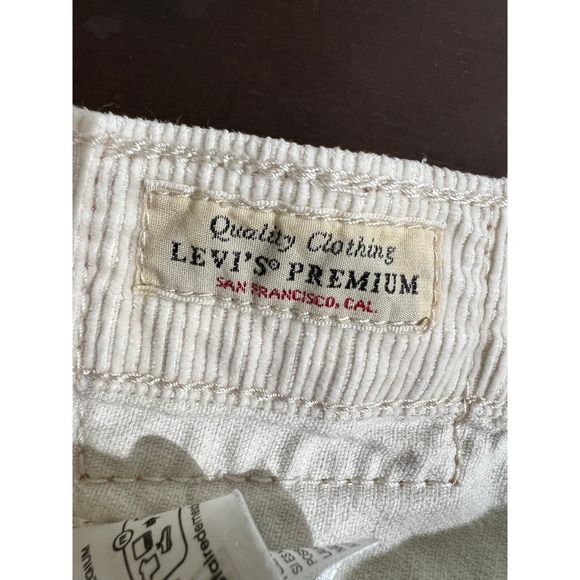 Quality Clothing
LEVI'S® PREMIUM
SAN FRANCISCO, CAL.